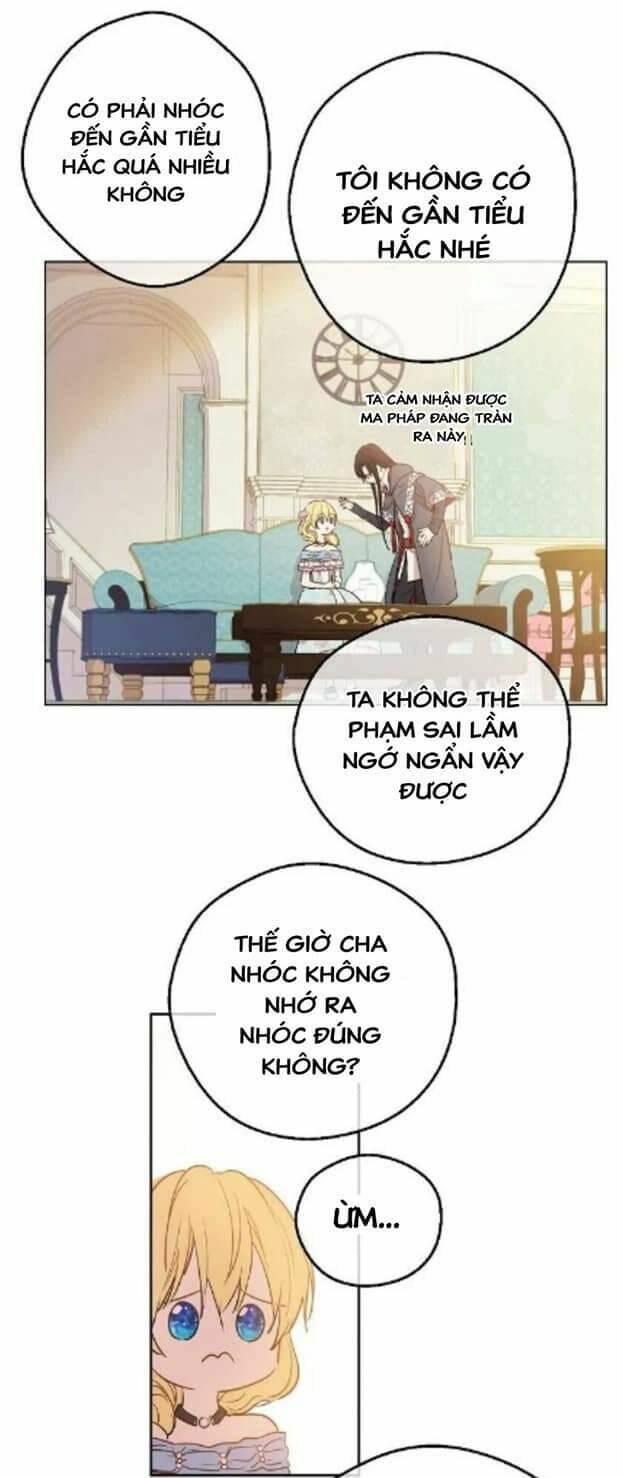 CÓ PHẢI NHÓC
ĐẾN GẦN TIỂU
HẮC QUÁ NHIỀU
KHÔNG
TÔI KHÔNG CÓ
ĐẾN GẦN TIỂU
HẮC NHÉ
TA CẢM NHẬN ĐƯỢC
MA PHÁP ĐANG TRÀN
RA NÀY
TA KHÔNG THỂ
PHẠM SAI LẦM
NGỚ NGẨN VẬY
ĐƯỢC
THẾ GIỜ CHA
NHÓC KHÔNG
NHỚ RA
NHÓC ĐÚNG
KHÔNG?
ỪM...